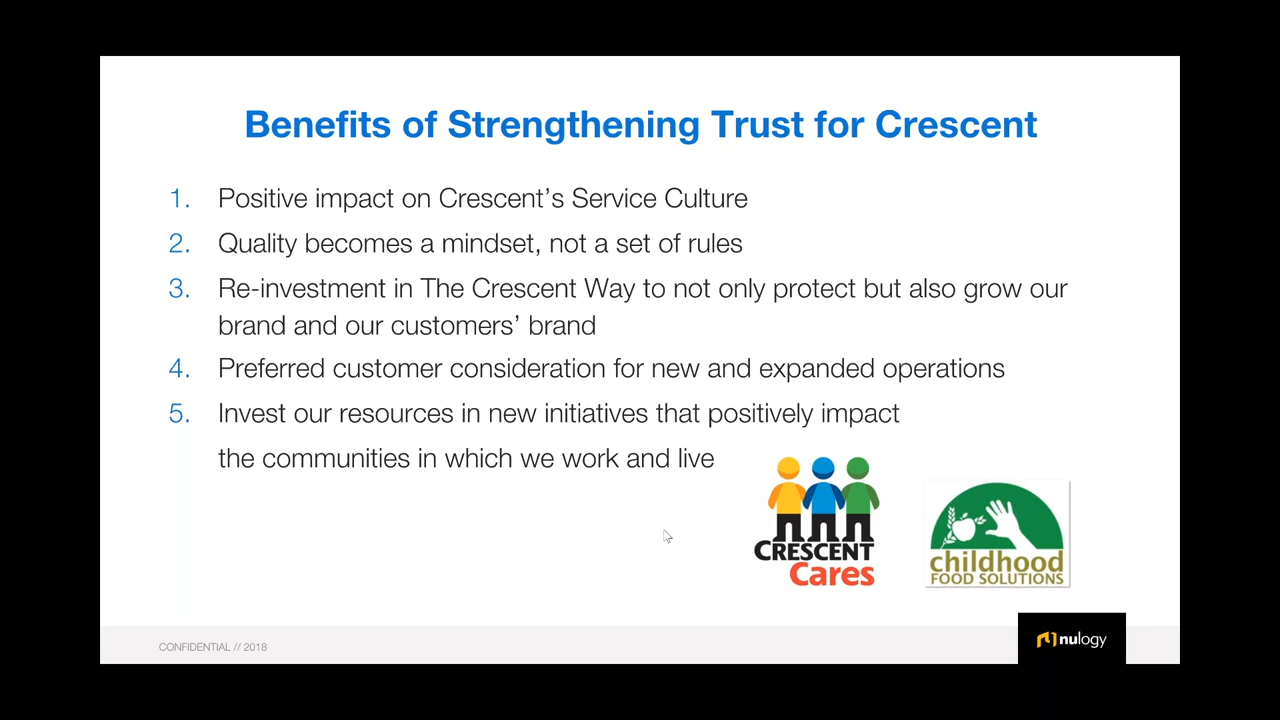 Benefits of Strengthening Trust for Crescent
1. Positive impact on Crescent’s Service Culture
2. Quality becomes a mindset, not a set of rules
3. Re-investment in The Crescent Way to not only protect but also grow our
brand and our customers’ brand
4. Preferred customer consideration for new and expanded operations
5. Invest our resources in new initiatives that positively impact
the communities in which we work and live
CRESCENT
Cares
childhood
FOOD SOLUTIONS
CONFIDENTIAL // 2018
nulogy